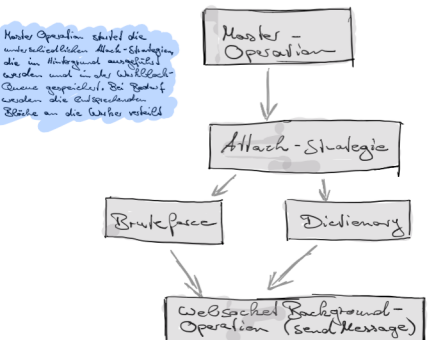 Master Operation startet die
unterschiedlichen Attack-Strategien,
die im Hintergrund ausgeführt
werden und in der Workblock-
Queue gespeichert. Bei Bedarf
werden die entsprechenden
Blöcke an die Worker verteilt
Master-
Operation
Attack-Strategie
Bruteforce
Dictionary
Websocket Background-
Operation (sendMessage)